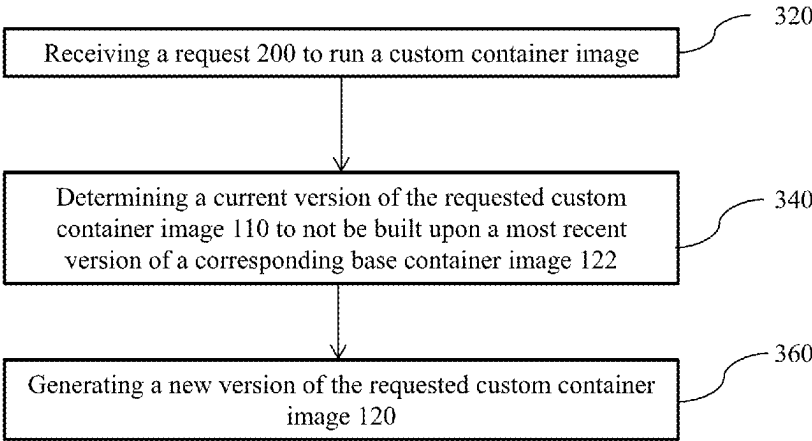 320
Receiving a request 200 to run a custom container image
Determining a current version of the requested custom
container image 110 to not be built upon a most recent
version of a corresponding base container image 122
340
360
Generating a new version of the requested custom container
image 120